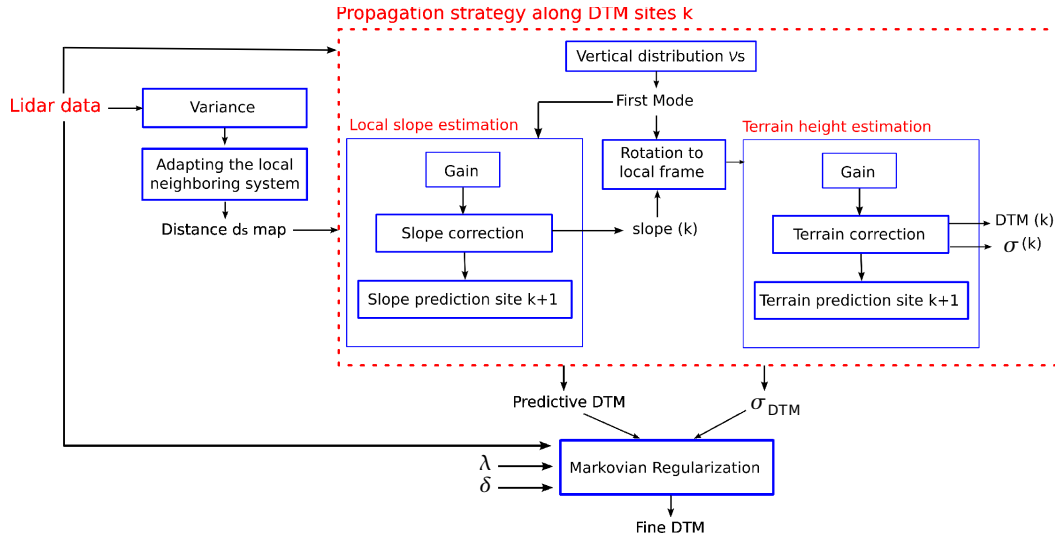 Propagation strategy along DTM sites k
Vertical distribution νs
Lidar data
Variance
First Mode
Local slope estimation
Terrain height estimation
Adapting the local
neighboring system
Gain
Rotation to
local frame
Gain
Distance ds map
Slope correction
slope (k)
Terrain correction
DTM (k)
σ (k)
Slope prediction site k+1
Terrain prediction site k+1
Predictive DTM
σ DTM
Markovian Regularization
λ
δ
Fine DTM